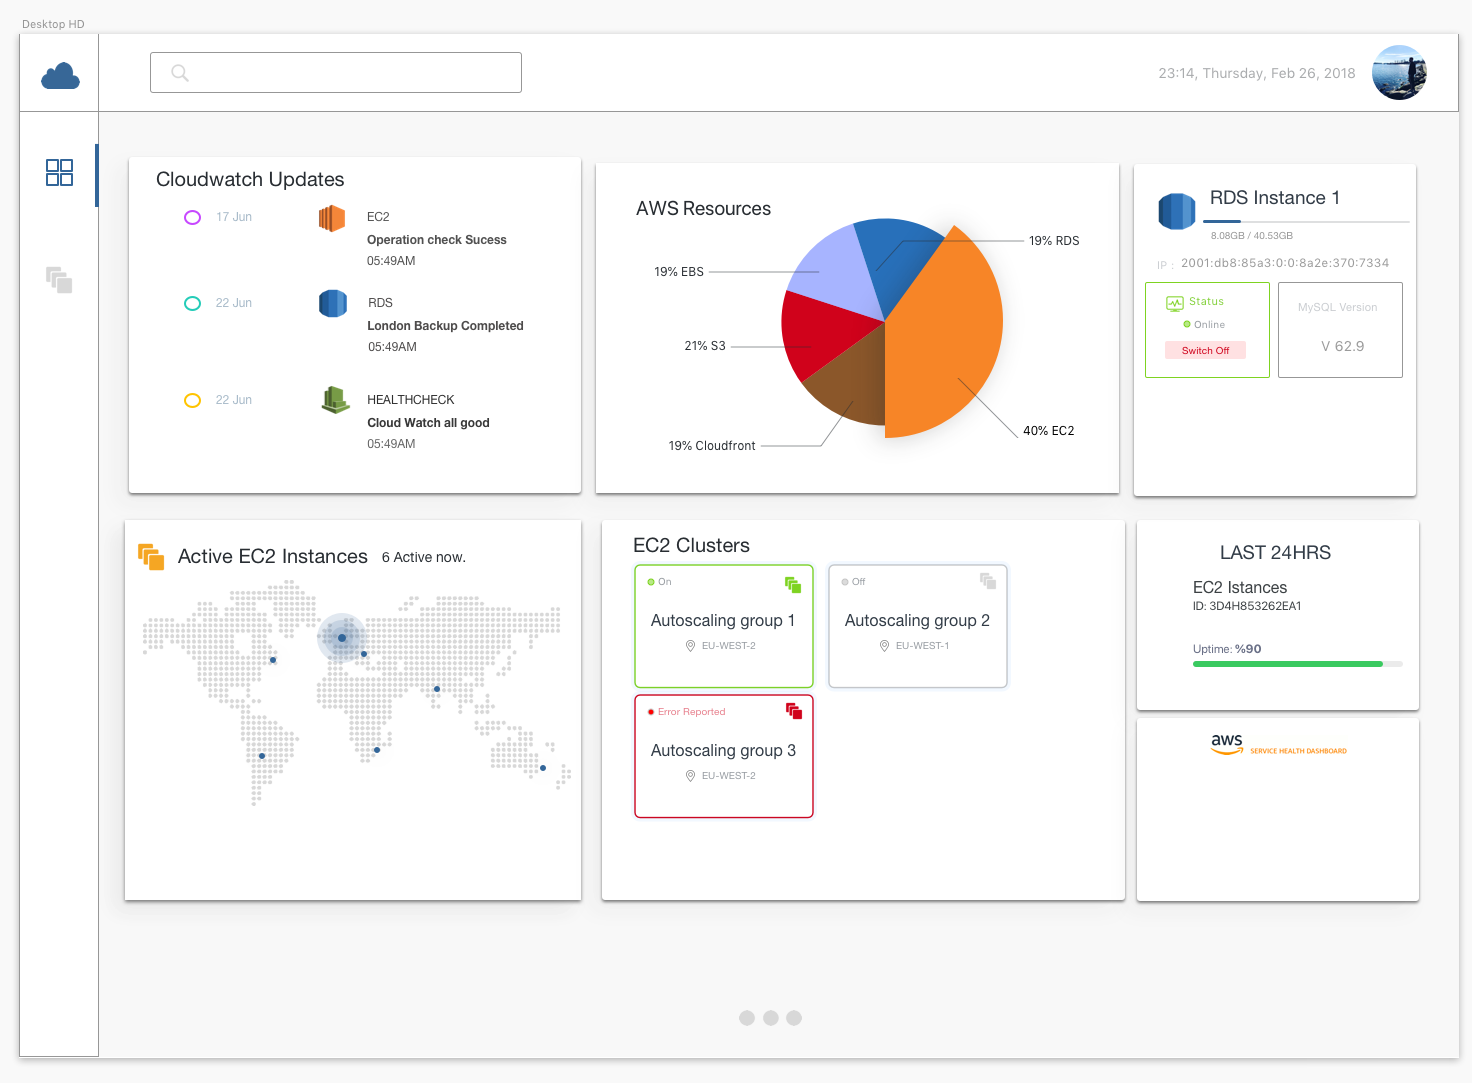 Desktop HD
23:14, Thursday, Feb 26, 2018
Cloudwatch Updates
17 Jun
EC2
Operation check Sucess
05:49AM
22 Jun
RDS
London Backup Completed
05:49AM
22 Jun
HEALTHCHECK
Cloud Watch all good
05:49AM
AWS Resources
19% RDS
19% EBS
21% S3
40% EC2
19% Cloudfront
RDS Instance 1
8.08GB / 40.53GB
IP : 2001:db8:85a3:0:0:8a2e:370:7334
Status
Online
Switch Off
MySQL Version
V 62.9
Active EC2 Instances 6 Active now.
EC2 Clusters
On
Autoscaling group 1
EU-WEST-2
Off
Autoscaling group 2
EU-WEST-1
Error Reported
Autoscaling group 3
EU-WEST-2
LAST 24HRS
EC2 Istances
ID: 3D4H853262EA1
Uptime: %90
aws SERVICE HEALTH DASHBOARD